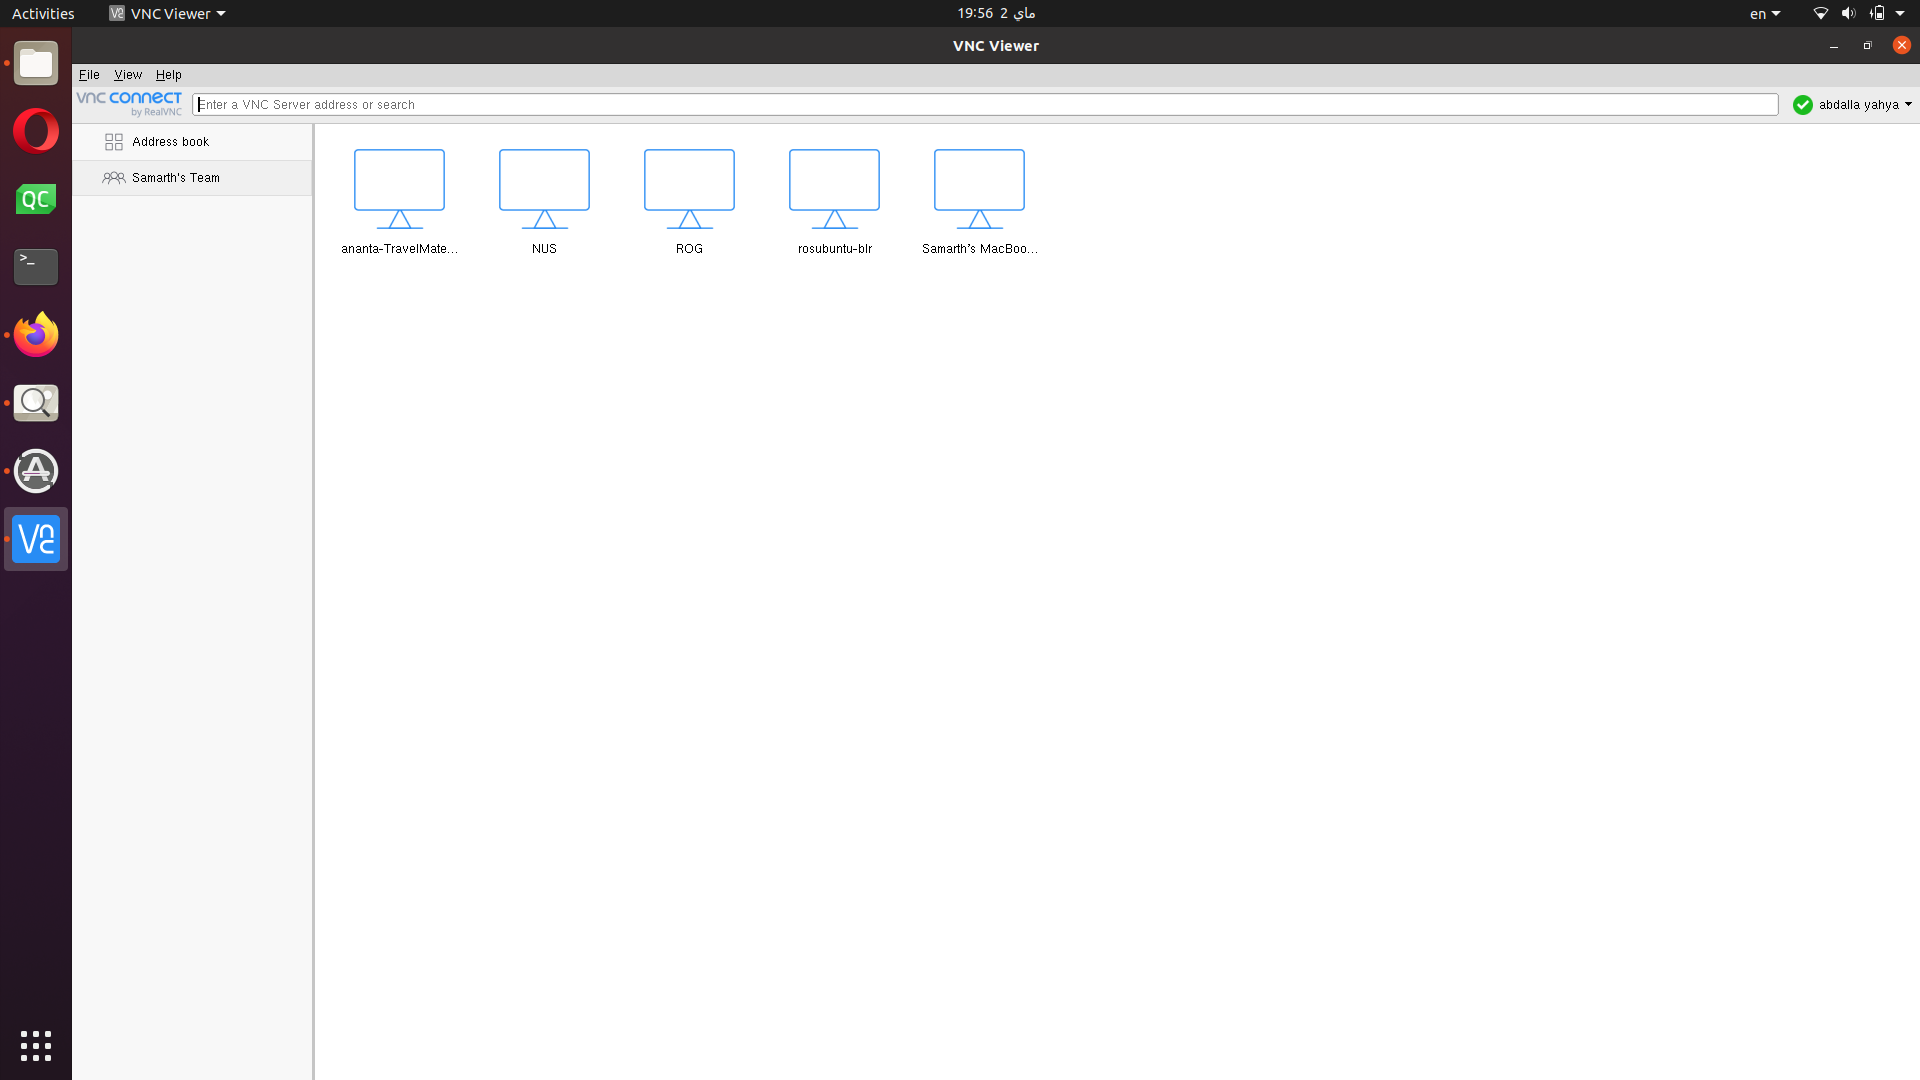 Activities
VNC Viewer
19:56 2 ماي
en
VNC Viewer
File View Help
vnc connect
by RealVNC
Enter a VNC Server address or search
abdalla yahya
Address book
Samarth's Team
ananta-TravelMate...
NUS
ROG
rosubuntu-blr
Samarth’s MacBoo...
QC
>_
VNC